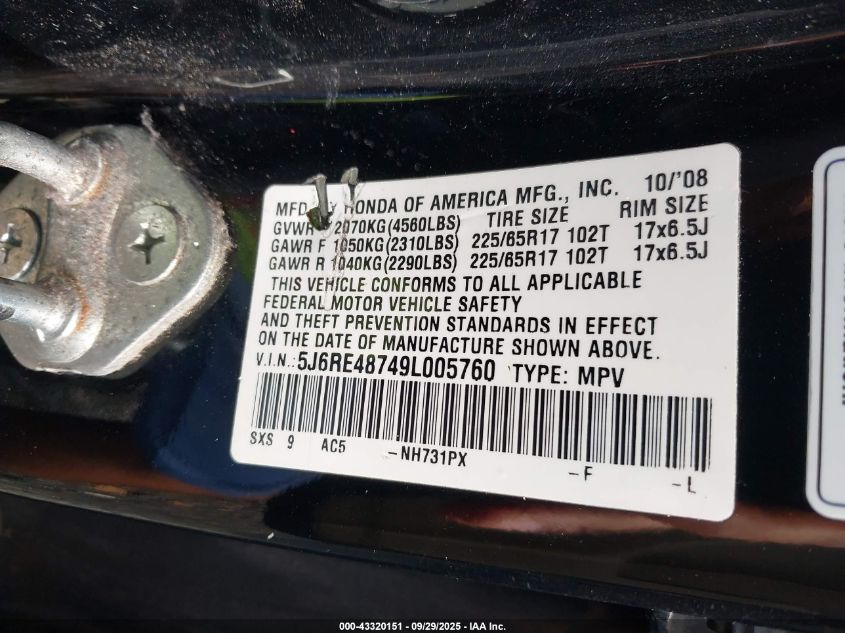 MFD BY HONDA OF AMERICA MFG., INC. 10/'08
GVWR 2070KG(4560LBS) TIRE SIZE RIM SIZE
GAWR F 1050KG(2310LBS) 225/65R17 102T 17x6.5J
GAWR R 1040KG(2290LBS) 225/65R17 102T 17x6.5J
THIS VEHICLE CONFORMS TO ALL APPLICABLE
FEDERAL MOTOR VEHICLE SAFETY
AND THEFT PREVENTION STANDARDS IN EFFECT
ON THE DATE OF MANUFACTURE SHOWN ABOVE.
V.I.N.: 5J6RE48749L005760 TYPE: MPV
SXS 9 AC5 -NH731PX -F -L
000-43320151 - 09/29/2025 - IAA Inc.